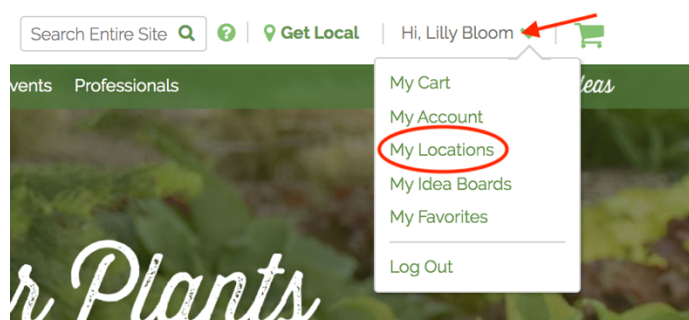 Search Entire Site ?
Get Local
Hi, Lilly Bloom
vents Professionals
eas
My Cart
My Account
My Locations
My Idea Boards
My Favorites
Log Out
r Plants